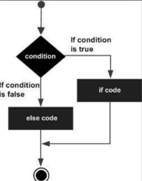 If condition
is true
condition
If condition
is false
if code
else code